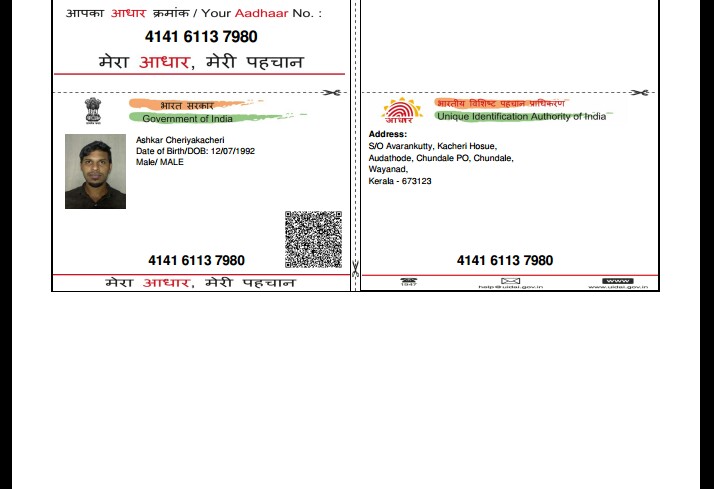 आपका आधार क्रमांक / Your Aadhaar No. :
4141 6113 7980
मेरा आधार, मेरी पहचान
भारत सरकार
Government of India
Ashkar Cheriyakacheri
Date of Birth/DOB: 12/07/1992
Male/ MALE
4141 6113 7980
मेरा आधार, मेरी पहचान
भारतीय विशिष्ट पहचान प्राधिकरण
Unique Identification Authority of India
आधार
Address:
S/O Avarankutty, Kacheri Hosue,
Audathode, Chundale PO, Chundale,
Wayanad,
Kerala - 673123
4141 6113 7980
1947
help@uidai.gov.in
www
www.uidai.gov.in